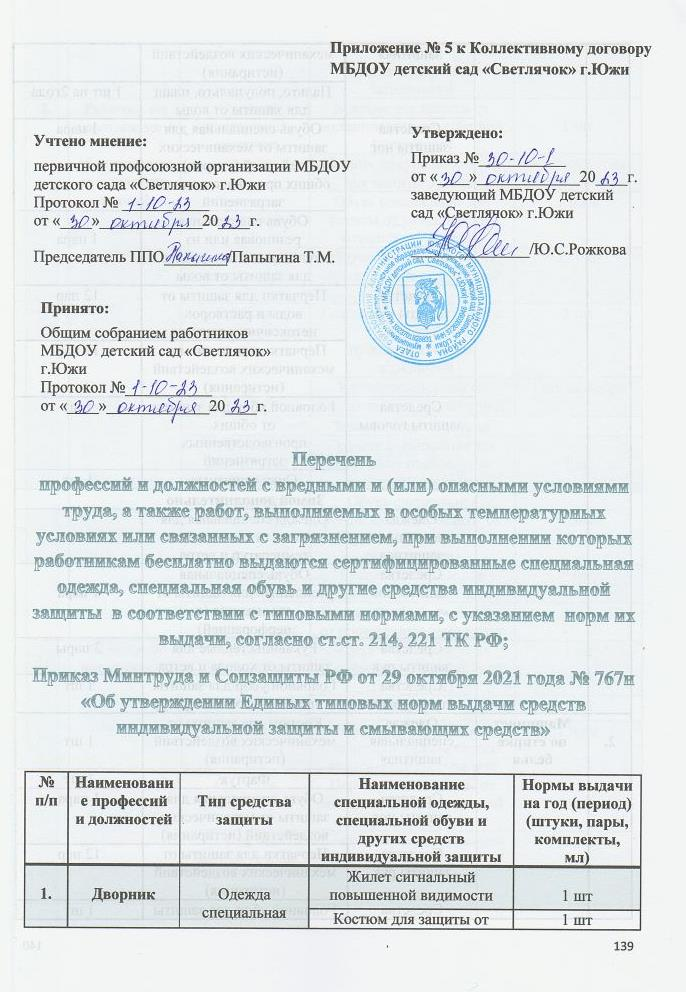 Приложение № 5 к Коллективному договору
МБДОУ детский сад «Светлячок» г.Южи
Учтено мнение:
первичной профсоюзной организации МБДОУ
детского сада «Светлячок» г.Южи
Протокол № 1-10-23
от «30» октября 2023г.
Председатель ППО Папыгина Папыгина Т.М.
Утверждено:
Приказ № 30-10-1
от «30» октября 2023г.
заведующий МБДОУ детский
сад «Светлячок» г.Южи
/Ю.С.Рожкова
Принято:
Общим собранием работников
МБДОУ детский сад «Светлячок»
г.Южи
Протокол № 1-10-23
от «30» октября 2023г.
Перечень
профессий и должностей с вредными и (или) опасными условиями
труда, а также работ, выполняемых в особых температурных
условиях или связанных с загрязнением, при выполнении которых
работникам бесплатно выдаются сертифицированные специальная
одежда, специальная обувь и другие средства индивидуальной
защиты в соответствии с типовыми нормами, с указанием норм их
выдачи, согласно ст.ст. 214, 221 ТК РФ;
Приказ Минтруда и Соцзащиты РФ от 29 октября 2021 года № 767н
«Об утверждении Единых типовых норм выдачи средств
индивидуальной защиты и смывающих средств»
№
п/п
Наименовани
е профессий
и должностей
Тип средства
защиты
Наименование
специальной одежды,
специальной обуви и
других средств
индивидуальной защиты
Нормы выдачи
на год (период)
(штуки, пары,
комплекты,
мл)
1.
Дворник
Одежда
специальная
Жилет сигнальный
повышенной видимости
1 шт
Костюм для защиты от
1 шт
139